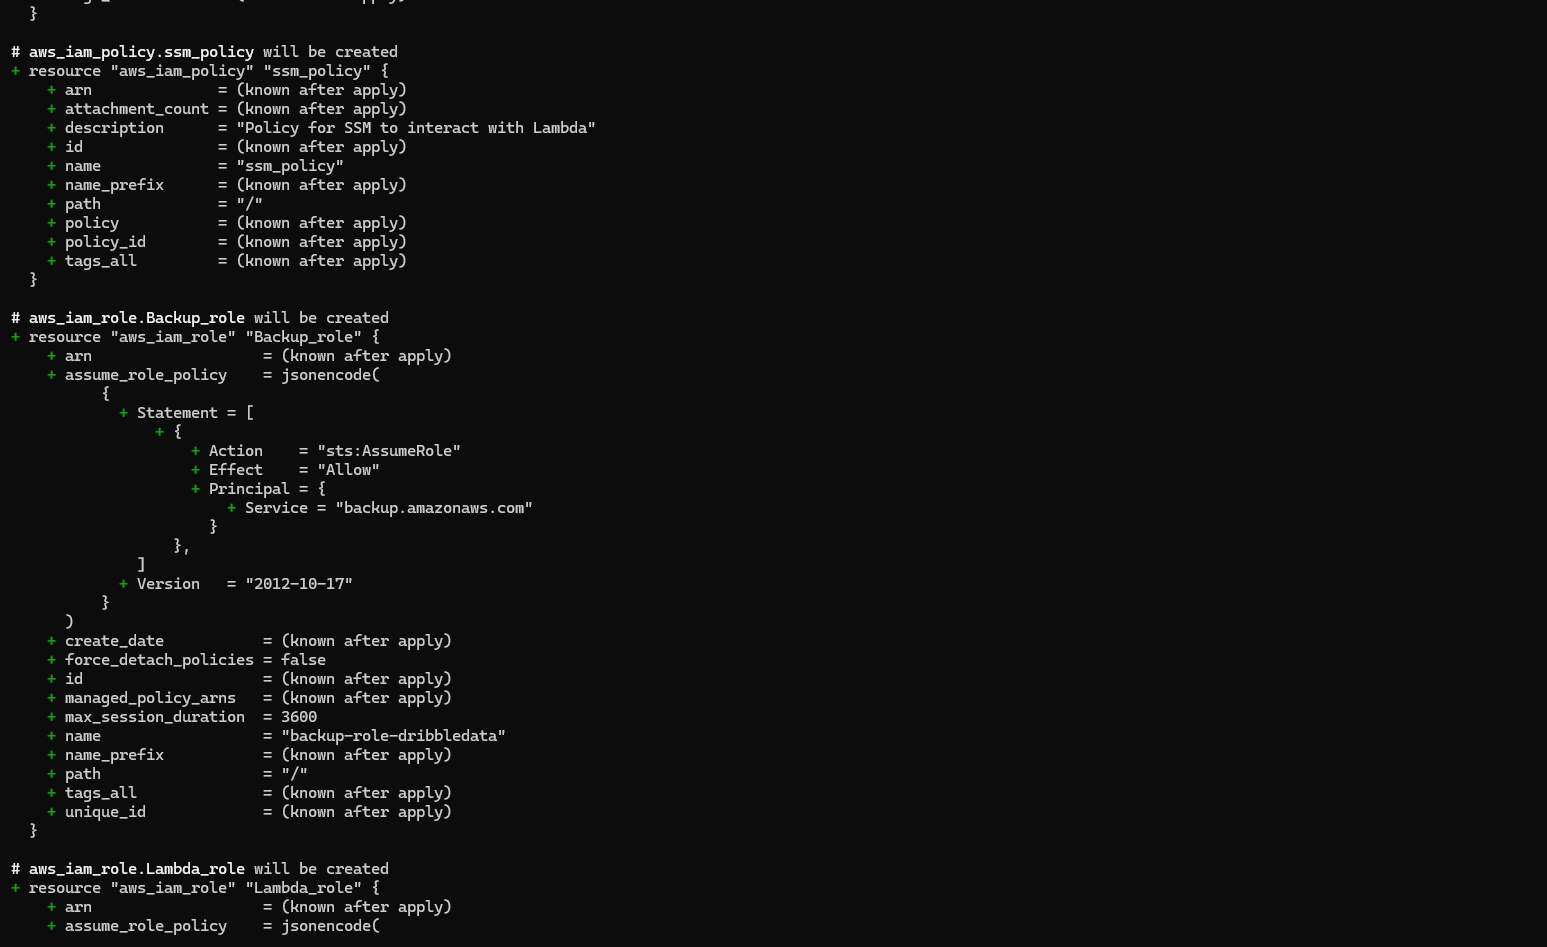 }
# aws_iam_policy.ssm_policy will be created
+ resource "aws_iam_policy" "ssm_policy" {
+ arn = (known after apply)
+ attachment_count = (known after apply)
+ description = "Policy for SSM to interact with Lambda"
+ id = (known after apply)
+ name = "ssm_policy"
+ name_prefix = (known after apply)
+ path = "/"
+ policy = (known after apply)
+ policy_id = (known after apply)
+ tags_all = (known after apply)
}
# aws_iam_role.Backup_role will be created
+ resource "aws_iam_role" "Backup_role" {
+ arn = (known after apply)
+ assume_role_policy = jsonencode(
{
+ Statement = [
+ {
+ Action = "sts:AssumeRole"
+ Effect = "Allow"
+ Principal = {
+ Service = "backup.amazonaws.com"
}
},
]
+ Version = "2012-10-17"
}
)
+ create_date = (known after apply)
+ force_detach_policies = false
+ id = (known after apply)
+ managed_policy_arns = (known after apply)
+ max_session_duration = 3600
+ name = "backup-role-dribbledata"
+ name_prefix = (known after apply)
+ path = "/"
+ tags_all = (known after apply)
+ unique_id = (known after apply)
}
# aws_iam_role.Lambda_role will be created
+ resource "aws_iam_role" "Lambda_role" {
+ arn = (known after apply)
+ assume_role_policy = jsonencode(